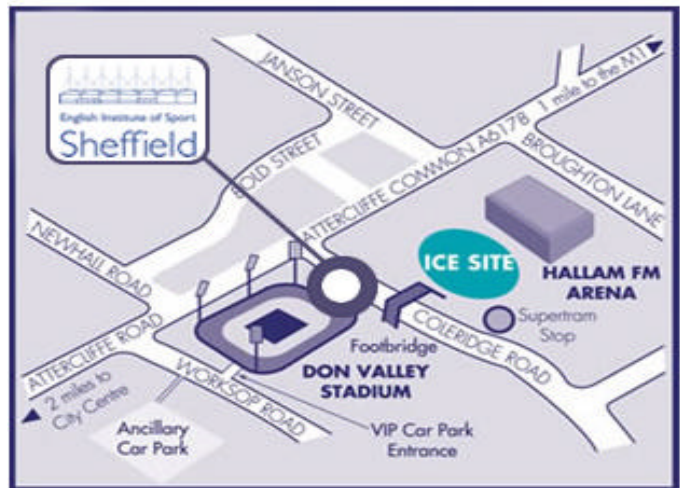 JANSON STREET
1 mile to the M1
English Institute of Sport
Sheffield
BOLD STREET
ATTERCLIFFE COMMON A6178
BROUGHTON LANE
NEWHALL ROAD
ICE SITE
HALLAM FM
ARENA
Supertram
Stop
Footbridge
COLERIDGE ROAD
ATTERCLIFFE ROAD
DON VALLEY
STADIUM
2 miles to
City Centre
WORKSOP ROAD
Ancillary
Car Park
VIP Car Park
Entrance